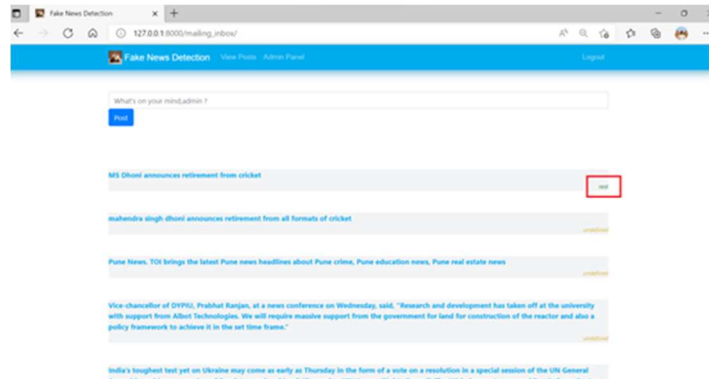 Fake News Detection
127.0.0.1:8000/mailing_inbox/
Fake News Detection View Posts Admin Panel Logout
What's on your mind,admin ?
Post
MS Dhoni announces retirement from cricket
real
mahendra singh dhoni announces retirement from all formats of cricket
undefined
Pune News. TOI brings the latest Pune news headlines about Pune crime, Pune education news, Pune real estate news
undefined
Vice-chancellor of DYPIU, Prabhat Ranjan, at a news conference on Wednesday, said, "Research and development has taken off at the university
with support from Albot Technologies. We will require massive support from the government for land for construction of the reactor and also a
policy framework to achieve it in the set time frame."
undefined
India's toughest test yet on Ukraine may come as early as Thursday in the form of a vote on a resolution in a special session of the UN General